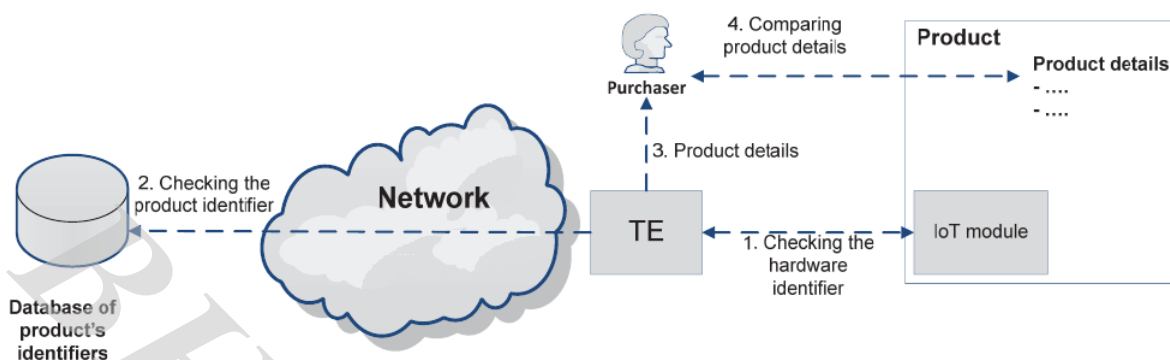 4. Comparing
product details
Product
Product details
- ....
- ....
Purchaser
3. Product details
2. Checking the
product identifier
Network
TE
1. Checking the
hardware
identifier
IoT module
Database of
product's
identifiers